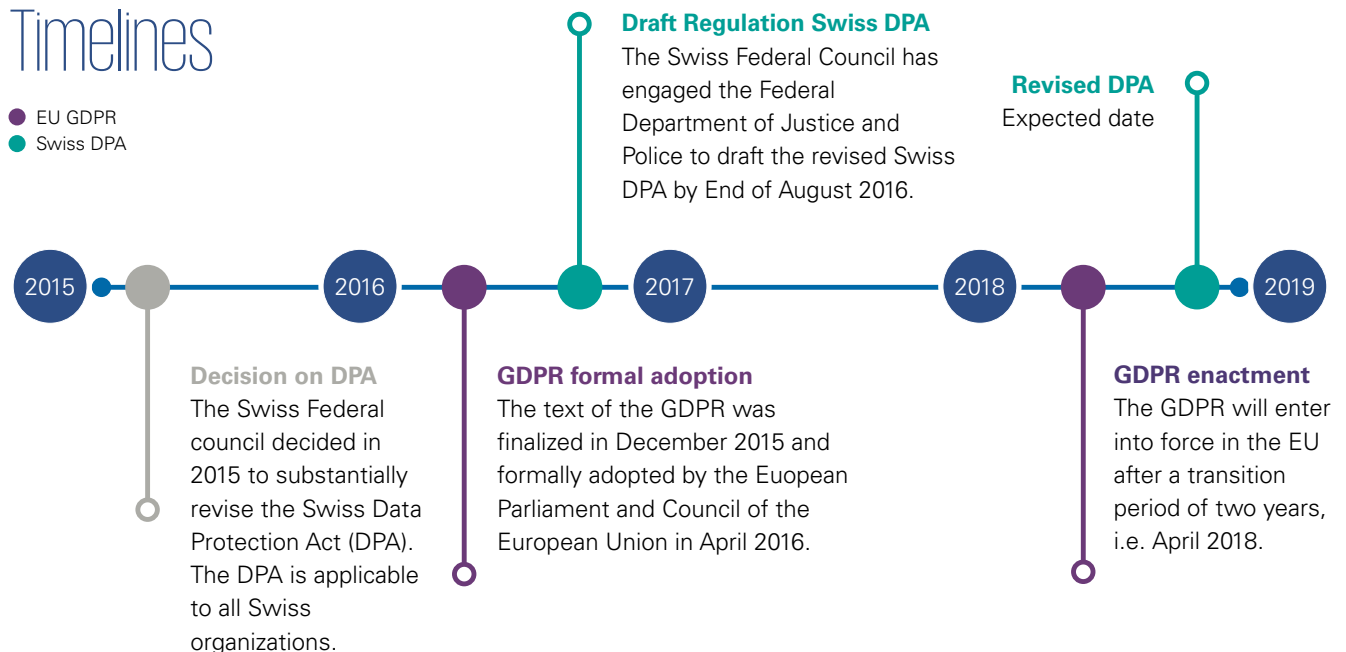 Timelines
EU GDPR
Swiss DPA
Draft Regulation Swiss DPA
The Swiss Federal Council has
engaged the Federal
Department of Justice and
Police to draft the revised Swiss
DPA by End of August 2016.
Revised DPA
Expected date
2015
2016
2017
2018
2019
Decision on DPA
The Swiss Federal
council decided in
2015 to substantially
revise the Swiss Data
Protection Act (DPA).
The DPA is applicable
to all Swiss
organizations.
GDPR formal adoption
The text of the GDPR was
finalized in December 2015 and
formally adopted by the Euopean
Parliament and Council of the
European Union in April 2016.
GDPR enactment
The GDPR will enter
into force in the EU
after a transition
period of two years,
i.e. April 2018.